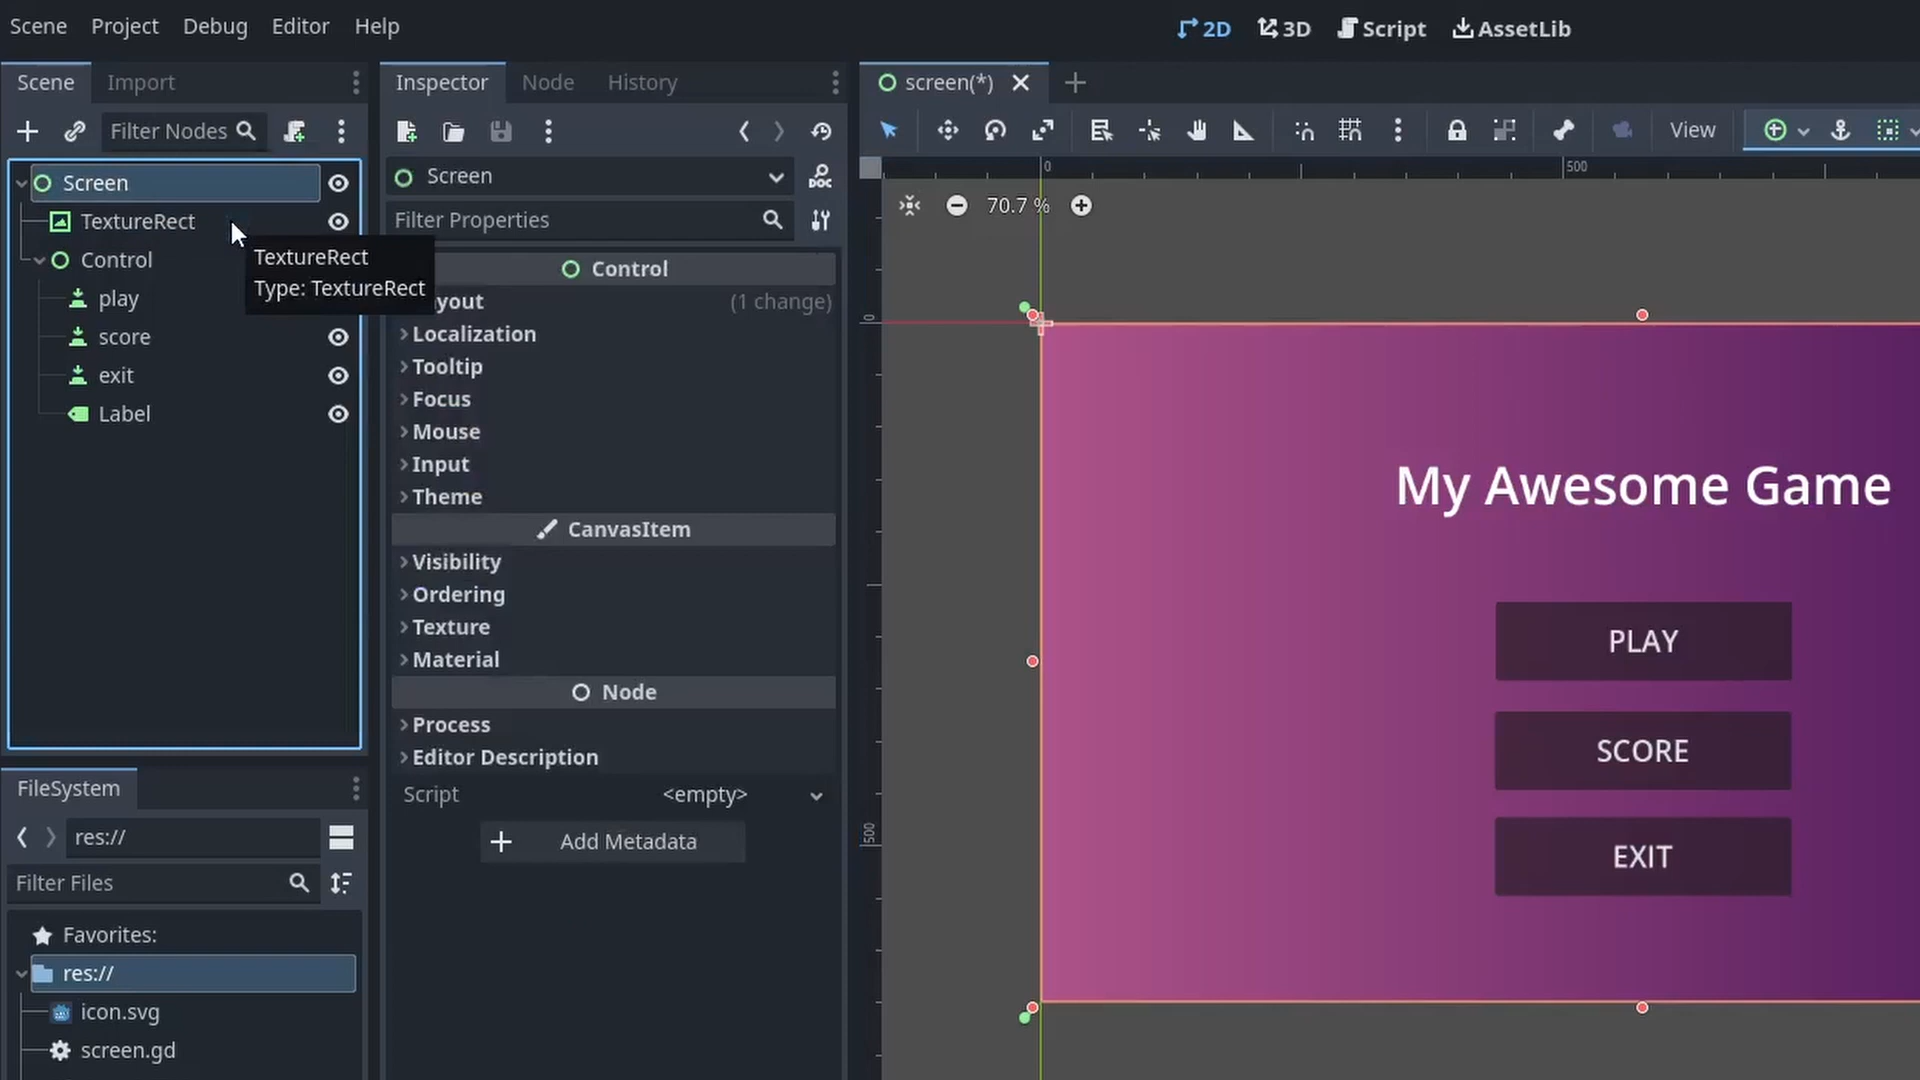 Scene Project Debug Editor Help
2D 3D Script AssetLib
Scene Import
Inspector Node History
screen(*)
Filter Nodes
View
Screen
TextureRect
Control
play
score
exit
Label
TextureRect
Type: TextureRect
Screen
DOC
Filter Properties
Control
yout (1 change)
Localization
Tooltip
Focus
Mouse
Input
Theme
CanvasItem
Visibility
Ordering
Texture
Material
Node
Process
Editor Description
Script <empty>
Add Metadata
0
500
70.7 %
0
500
My Awesome Game
PLAY
SCORE
EXIT
FileSystem
res://
Filter Files
Favorites:
res://
icon.svg
screen.gd